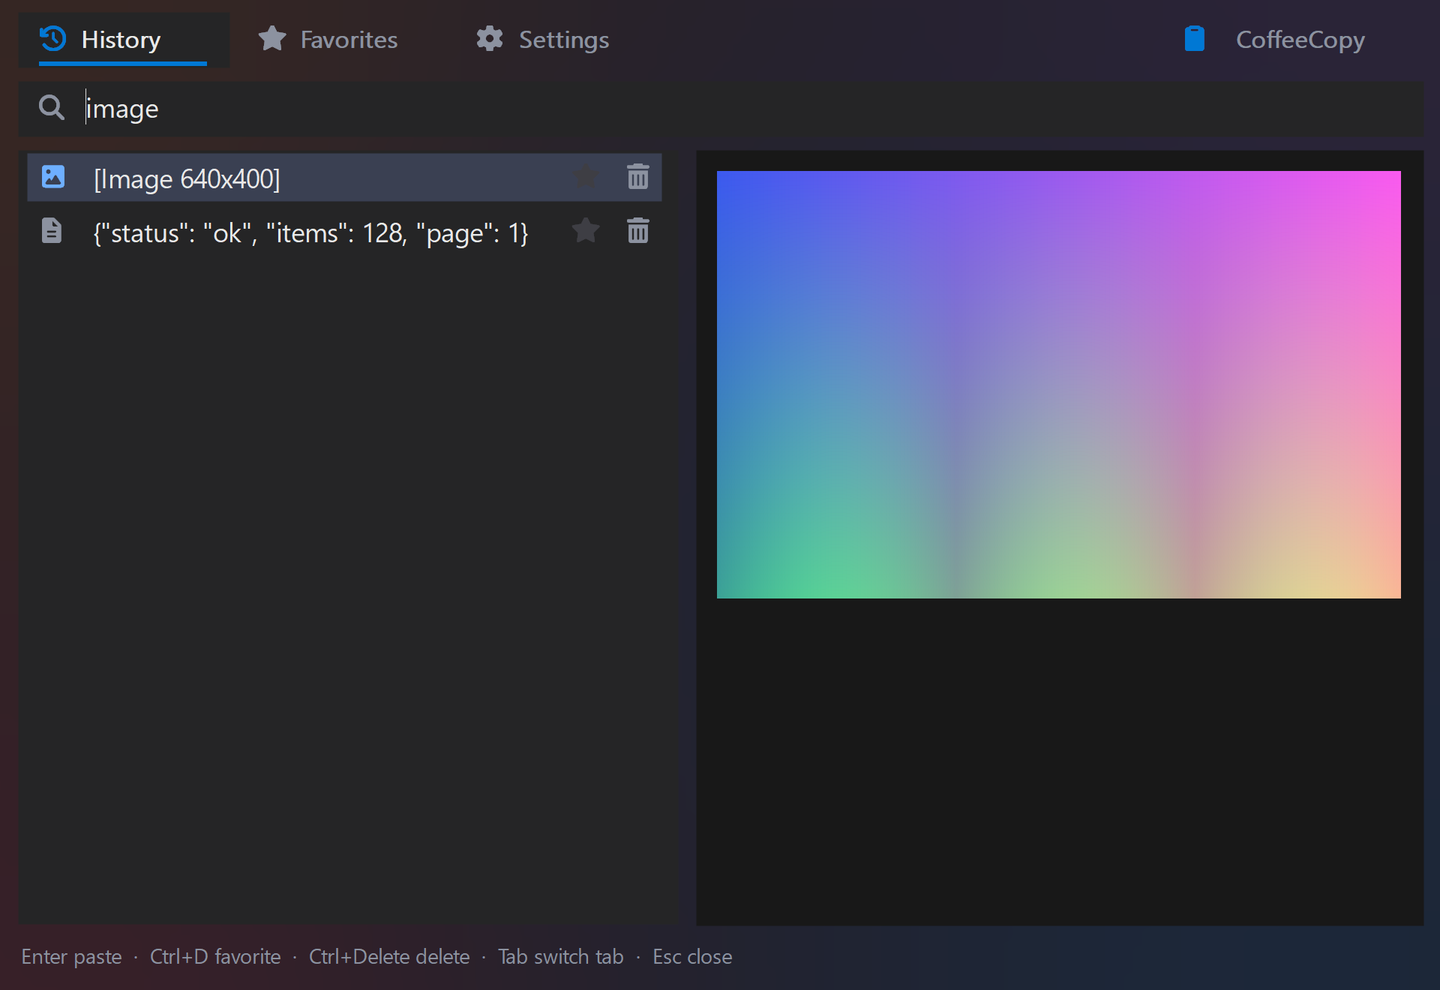 History
Favorites
Settings
CoffeeCopy
image
[Image 640x400]
{"status": "ok", "items": 128, "page": 1}
Enter paste · Ctrl+D favorite · Ctrl+Delete delete · Tab switch tab · Esc close